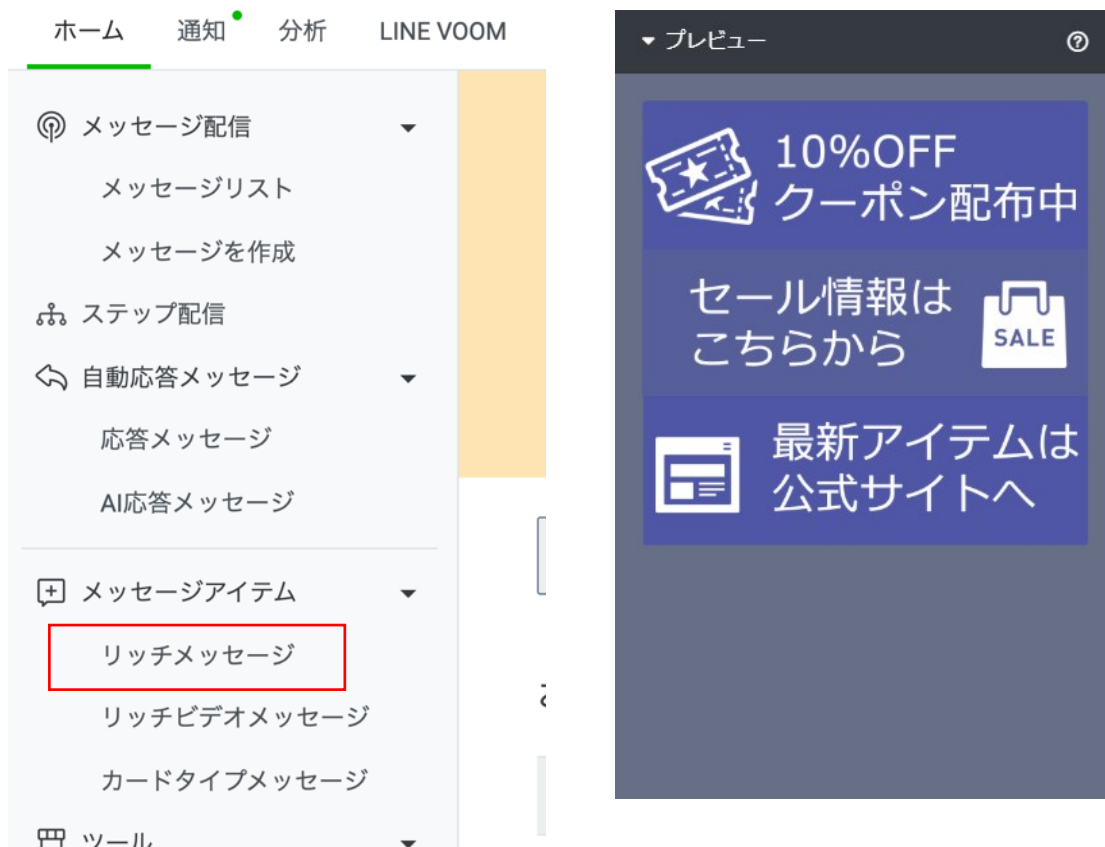 ホーム 通知 分析 LINE VOOM
メッセージ配信
メッセージリスト
メッセージを作成
ステップ配信
自動応答メッセージ
応答メッセージ
AI応答メッセージ
メッセージアイテム
リッチメッセージ
リッチビデオメッセージ
カードタイプメッセージ
ツール
プレビュー
10%OFF
クーポン配布中
セール情報は
こちらから
SALE
最新アイテムは
公式サイトへ